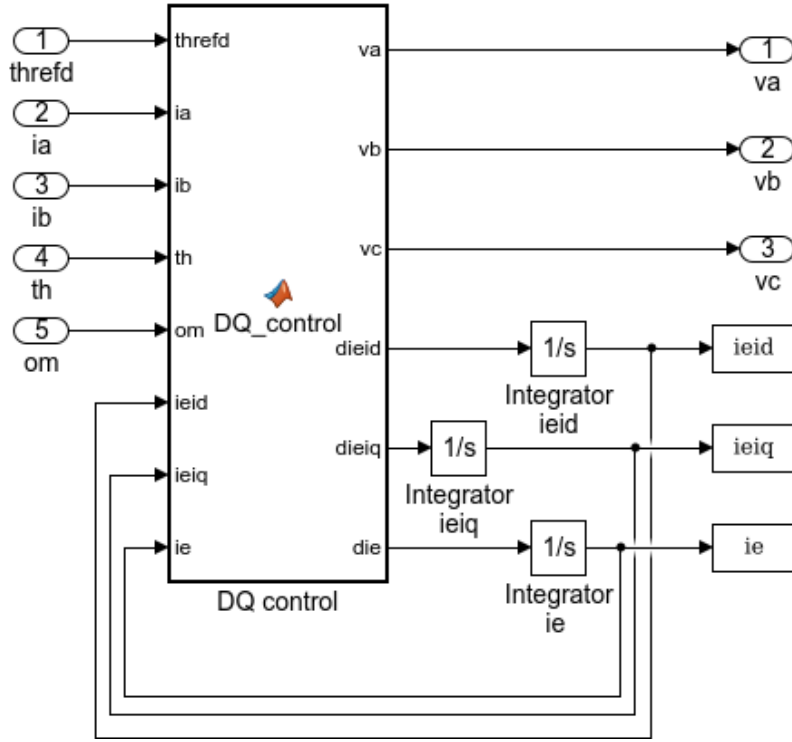 1
threfd
2
ia
3
ib
4
th
5
om
threfd
ia
ib
th
om
ieid
ieiq
ie
DQ_control
va
vb
vc
dieid
dieiq
die
DQ control
1/s
Integrator
ieid
1/s
Integrator
ieiq
1/s
Integrator
ie
1
va
2
vb
3
vc
ieid
ieiq
ie